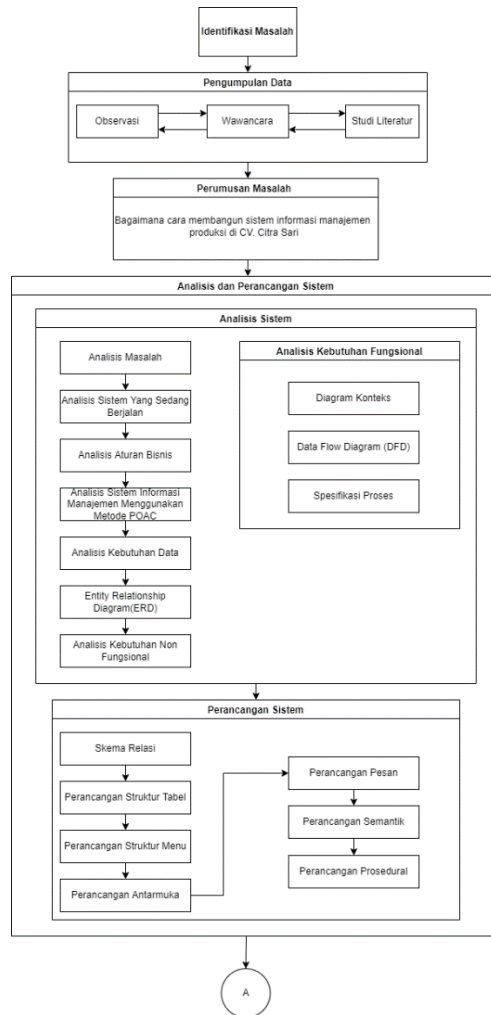 Identifikasi Masalah
Pengumpulan Data
Observasi
Wawancara
Studi Literatur
Perumusan Masalah
Bagaimana cara membangun sistem informasi manajemen
produksi di CV. Citra Sari
Analisis dan Perancangan Sistem
Analisis Sistem
Analisis Masalah
Analisis Sistem Yang Sedang
Berjalan
Analisis Aturan Bisnis
Analisis Sistem Informasi
Manajemen Menggunakan
Metode POAC
Analisis Kebutuhan Data
Entity Relationship
Diagram(ERD)
Analisis Kebutuhan Non
Fungsional
Analisis Kebutuhan Fungsional
Diagram Konteks
Data Flow Diagram (DFD)
Spesifikasi Proses
Perancangan Sistem
Skema Relasi
Perancangan Struktur Tabel
Perancangan Struktur Menu
Perancangan Antarmuka
Perancangan Pesan
Perancangan Semantik
Perancangan Prosedural
A